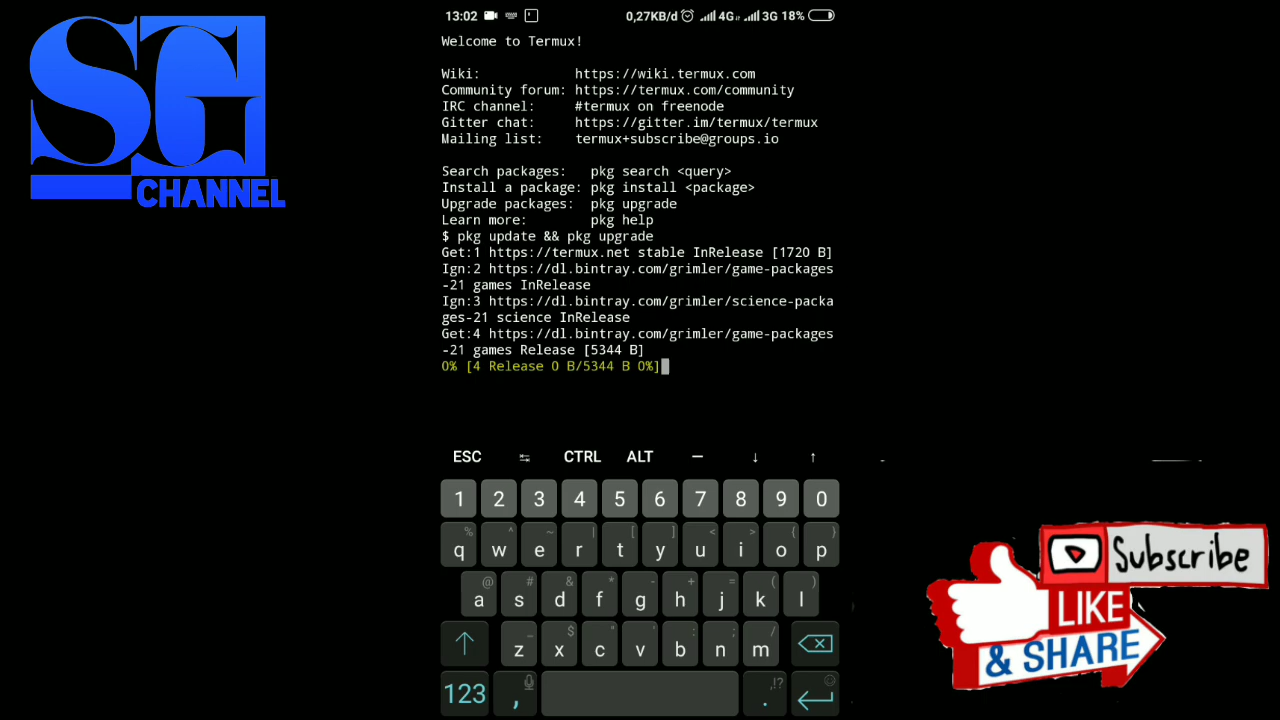 SG
CHANNEL
13:02
0,27KB/d 4G 3G 18%
Welcome to Termux!
Wiki: https://wiki.termux.com
Community forum: https://termux.com/community
IRC channel: #termux on freenode
Gitter chat: https://gitter.im/termux/termux
Mailing list: termux+subscribe@groups.io
Search packages: pkg search <query>
Install a package: pkg install <package>
Upgrade packages: pkg upgrade
Learn more: pkg help
$ pkg update && pkg upgrade
Get:1 https://termux.net stable InRelease [1720 B]
Ign:2 https://dl.bintray.com/grimler/game-packages
-21 games InRelease
Ign:3 https://dl.bintray.com/grimler/science-packa
ges-21 science InRelease
Get:4 https://dl.bintray.com/grimler/game-packages
-21 games Release [5344 B]
0% [4 Release 0 B/5344 B 0%]
ESC CTRL ALT — ↓ ↑
1 2 3 4 5 6 7 8 9 0
% ^ ~ | [ ] < > { }
q w e r t y u i o p
@ # & * - + = ( )
a s d f g h j k l
_ $ " ' : ; /
z x c v b n m
123 , . ,!?
Subscribe
LIKE
& SHARE